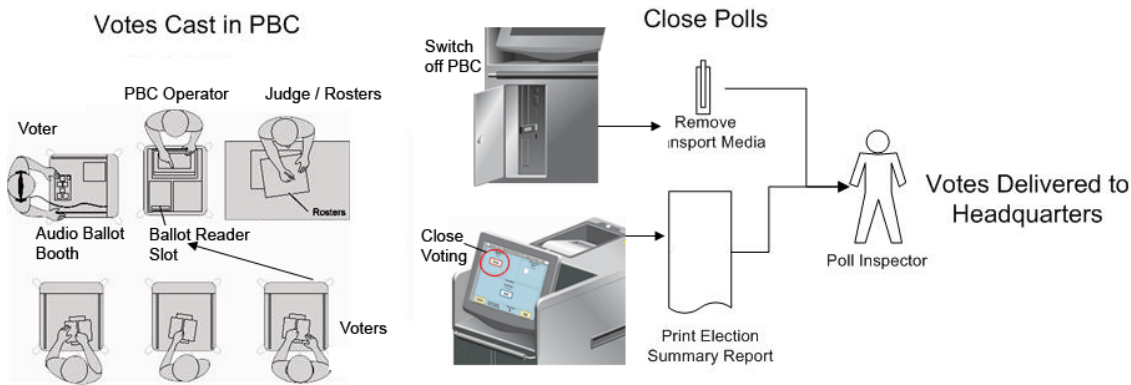 Votes Cast in PBC
PBC Operator
Judge / Rosters
Voter
Rosters
Audio Ballot
Booth
Ballot Reader
Slot
Voters
Close Polls
Switch
off PBC
Remove
nsport Media
Close
Voting
Print Election
Summary Report
Poll Inspector
Votes Delivered to
Headquarters